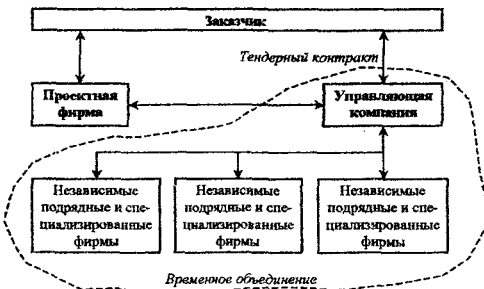 Заказчик
Тендерный контракт
Проектная
фирма
Управляющая
компания
Независимые
подрядные и спе-
циализированные
фирмы
Независимые
подрядные и спе-
циализированные
фирмы
Независимые
подрядные и спе-
циализированные
фирмы
Временное объединение